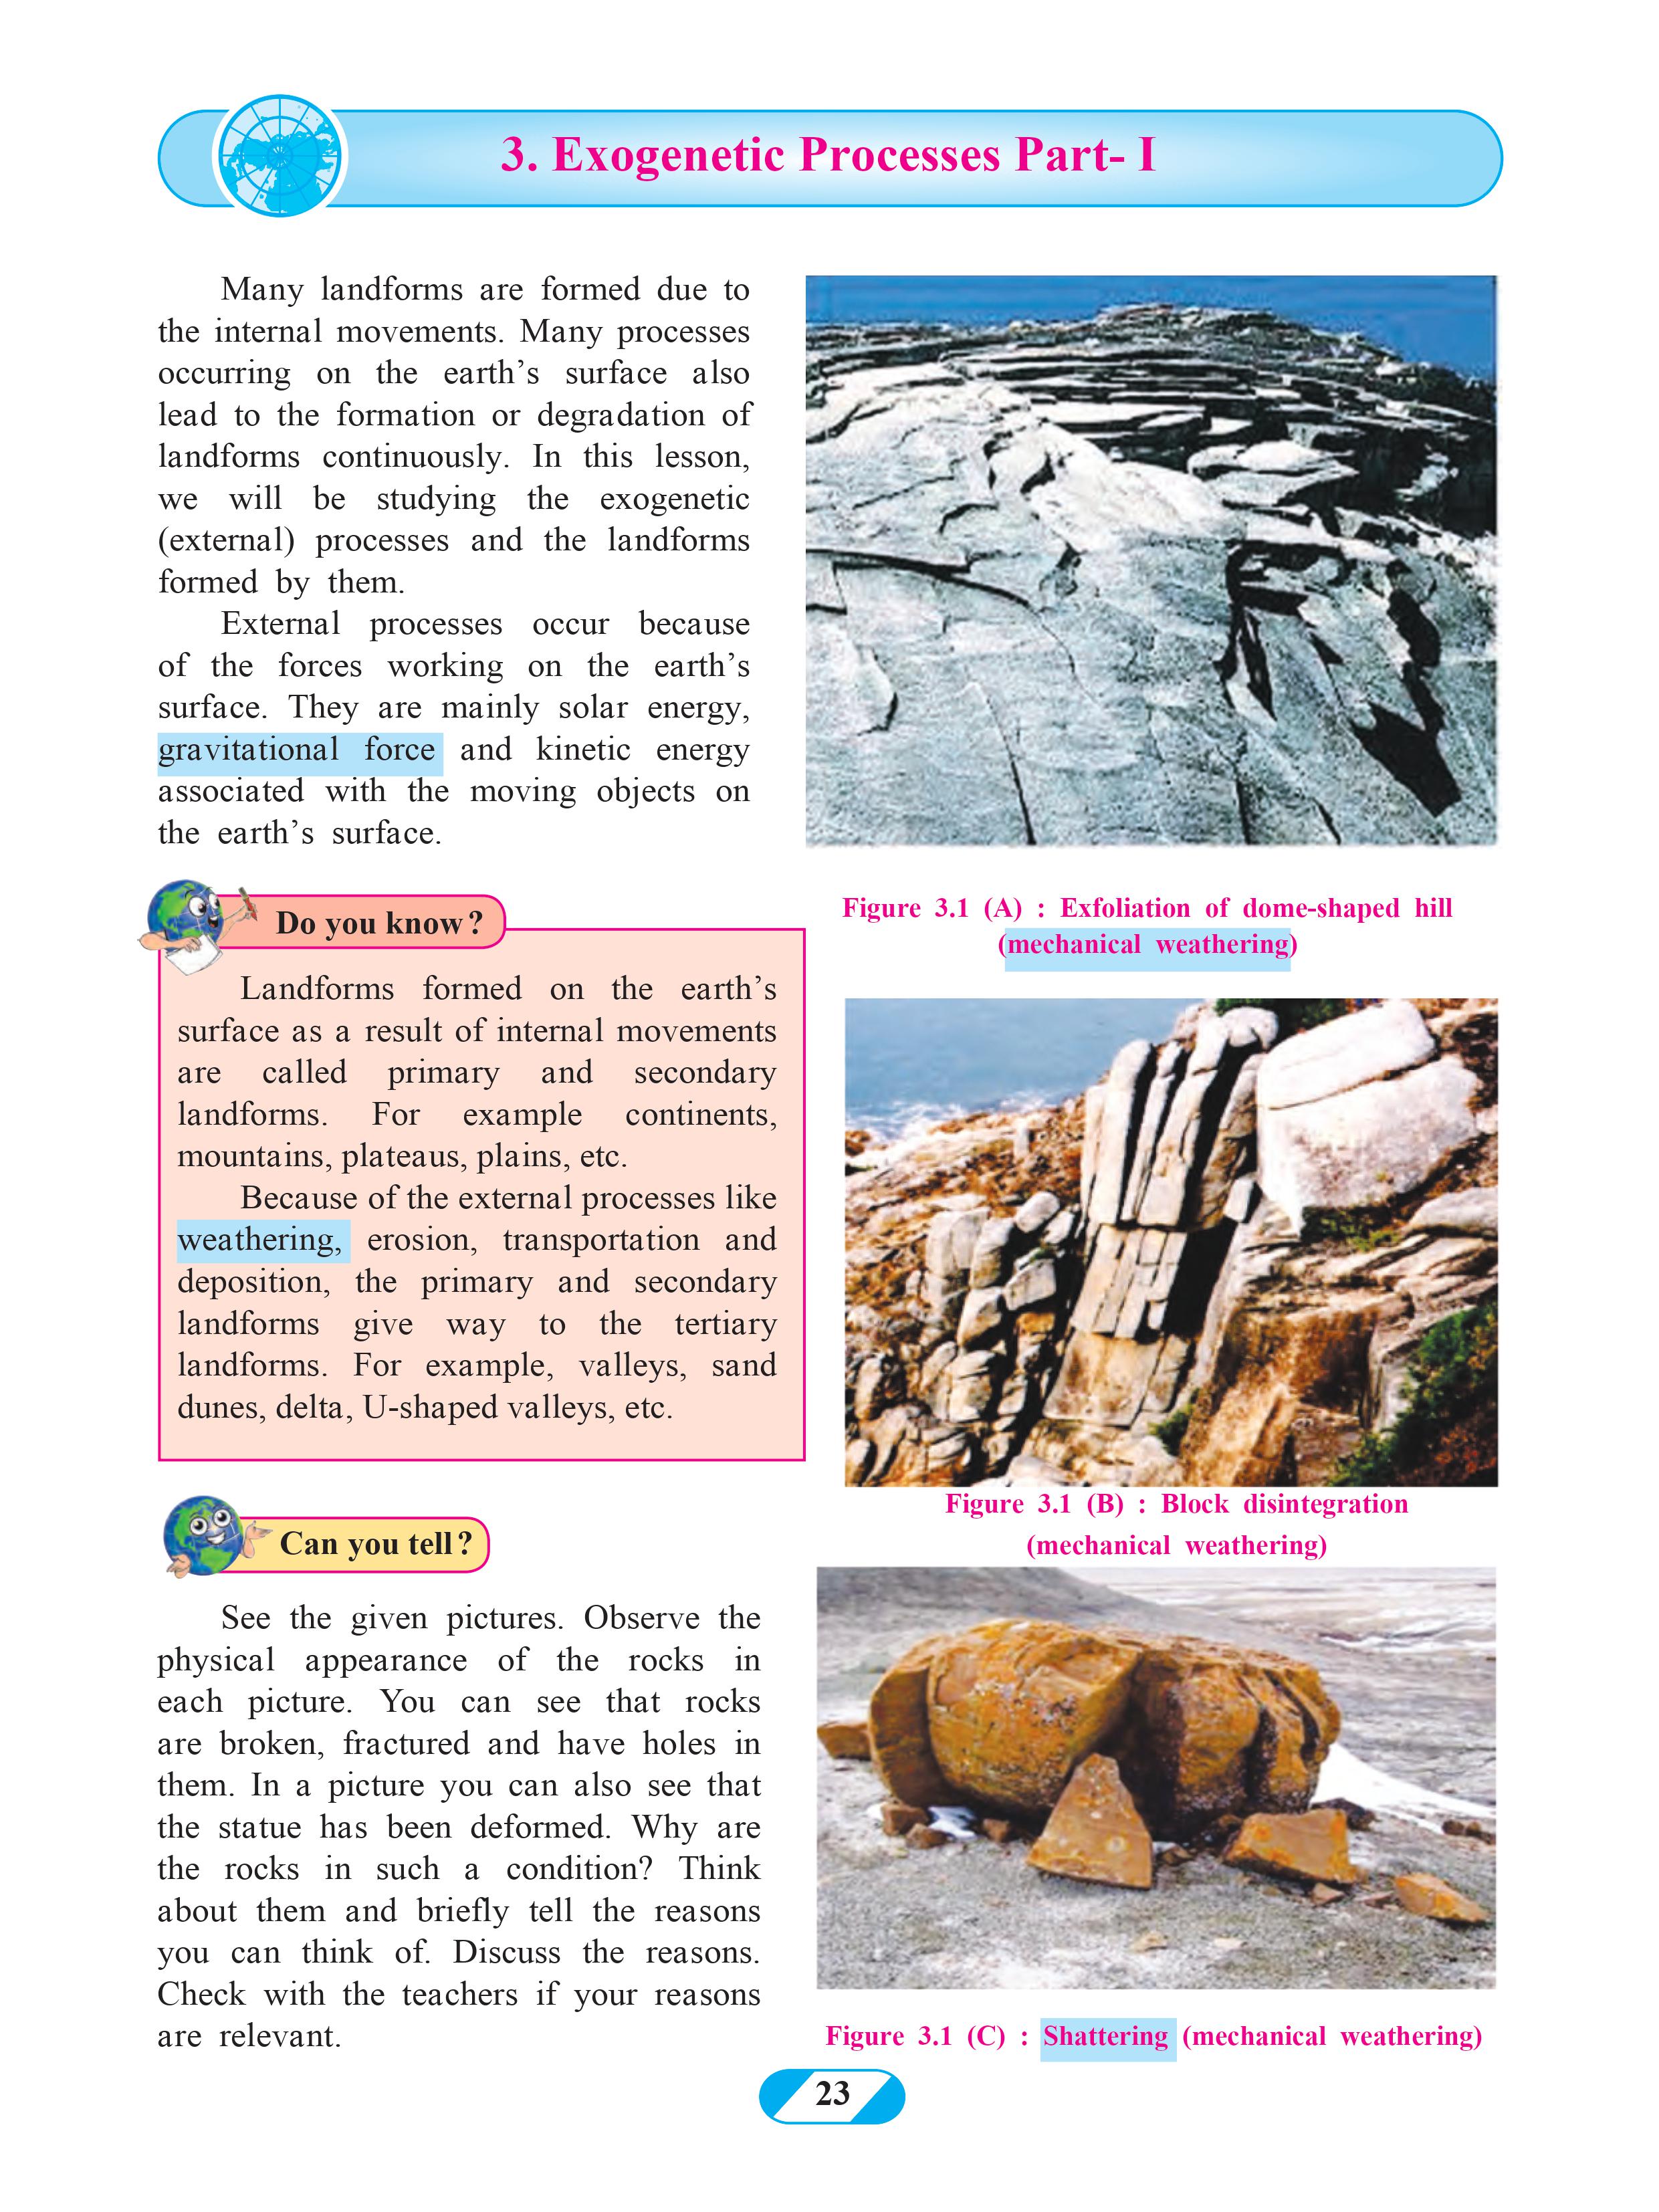 3. Exogenetic Processes Part- I
Many landforms are formed due to
the internal movements. Many processes
occurring on the earth’s surface also
lead to the formation or degradation of
landforms continuously. In this lesson,
we will be studying the exogenetic
(external) processes and the landforms
formed by them.
External processes occur because
of the forces working on the earth’s
surface. They are mainly solar energy,
gravitational force and kinetic energy
associated with the moving objects on
the earth’s surface.
Do you know?
Landforms formed on the earth’s
surface as a result of internal movements
are called primary and secondary
landforms. For example continents,
mountains, plateaus, plains, etc.
Because of the external processes like
weathering, erosion, transportation and
deposition, the primary and secondary
landforms give way to the tertiary
landforms. For example, valleys, sand
dunes, delta, U-shaped valleys, etc.
Can you tell?
See the given pictures. Observe the
physical appearance of the rocks in
each picture. You can see that rocks
are broken, fractured and have holes in
them. In a picture you can also see that
the statue has been deformed. Why are
the rocks in such a condition? Think
about them and briefly tell the reasons
you can think of. Discuss the reasons.
Check with the teachers if your reasons
are relevant.
Figure 3.1 (A) : Exfoliation of dome-shaped hill
(mechanical weathering)
Figure 3.1 (B) : Block disintegration
(mechanical weathering)
Figure 3.1 (C) : Shattering (mechanical weathering)
23